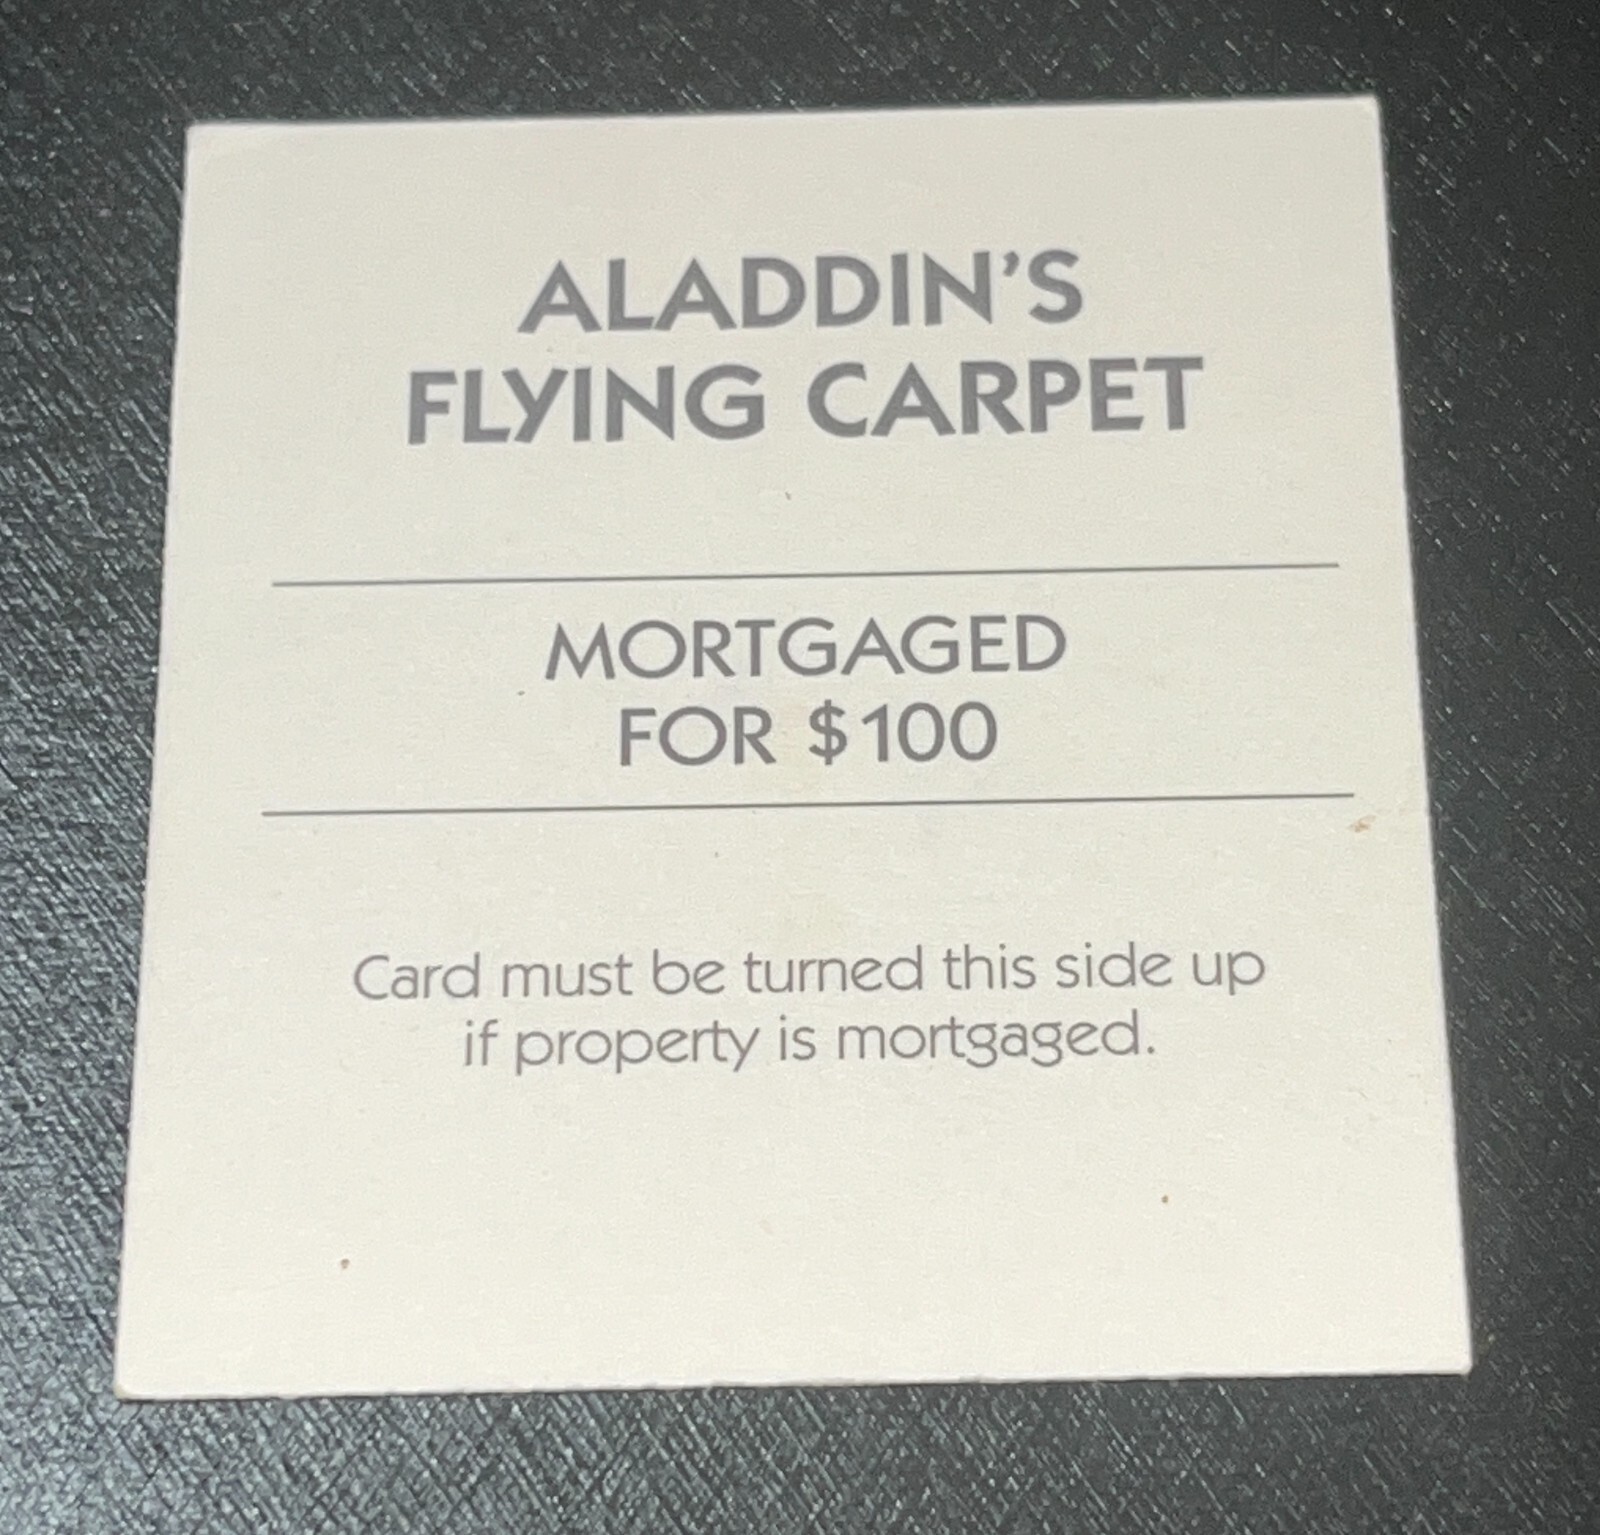 ALADDIN'S
FLYING CARPET
MORTGAGED
FOR $100
Card must be turned this side up
if property is mortgaged.